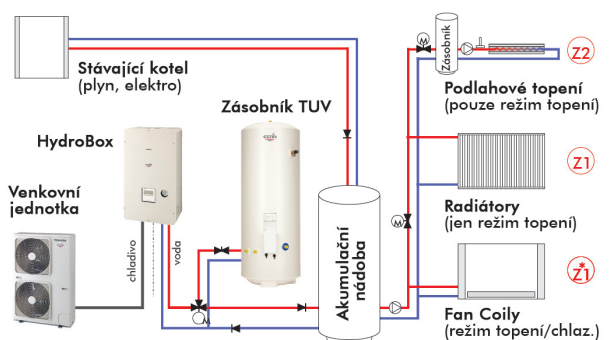 Stávající kotel
(plyn, elektro)
Zásobník TUV
HydroBox
Venkovní
jednotka
chladivo
voda
M
Akumulační
nádoba
M
M
Zásobník
Z2
Podlahové topení
(pouze režim topení)
Z1
Radiátory
(jen režim topení)
Z1*
Fan Coily
(režim topení/chlaz.)